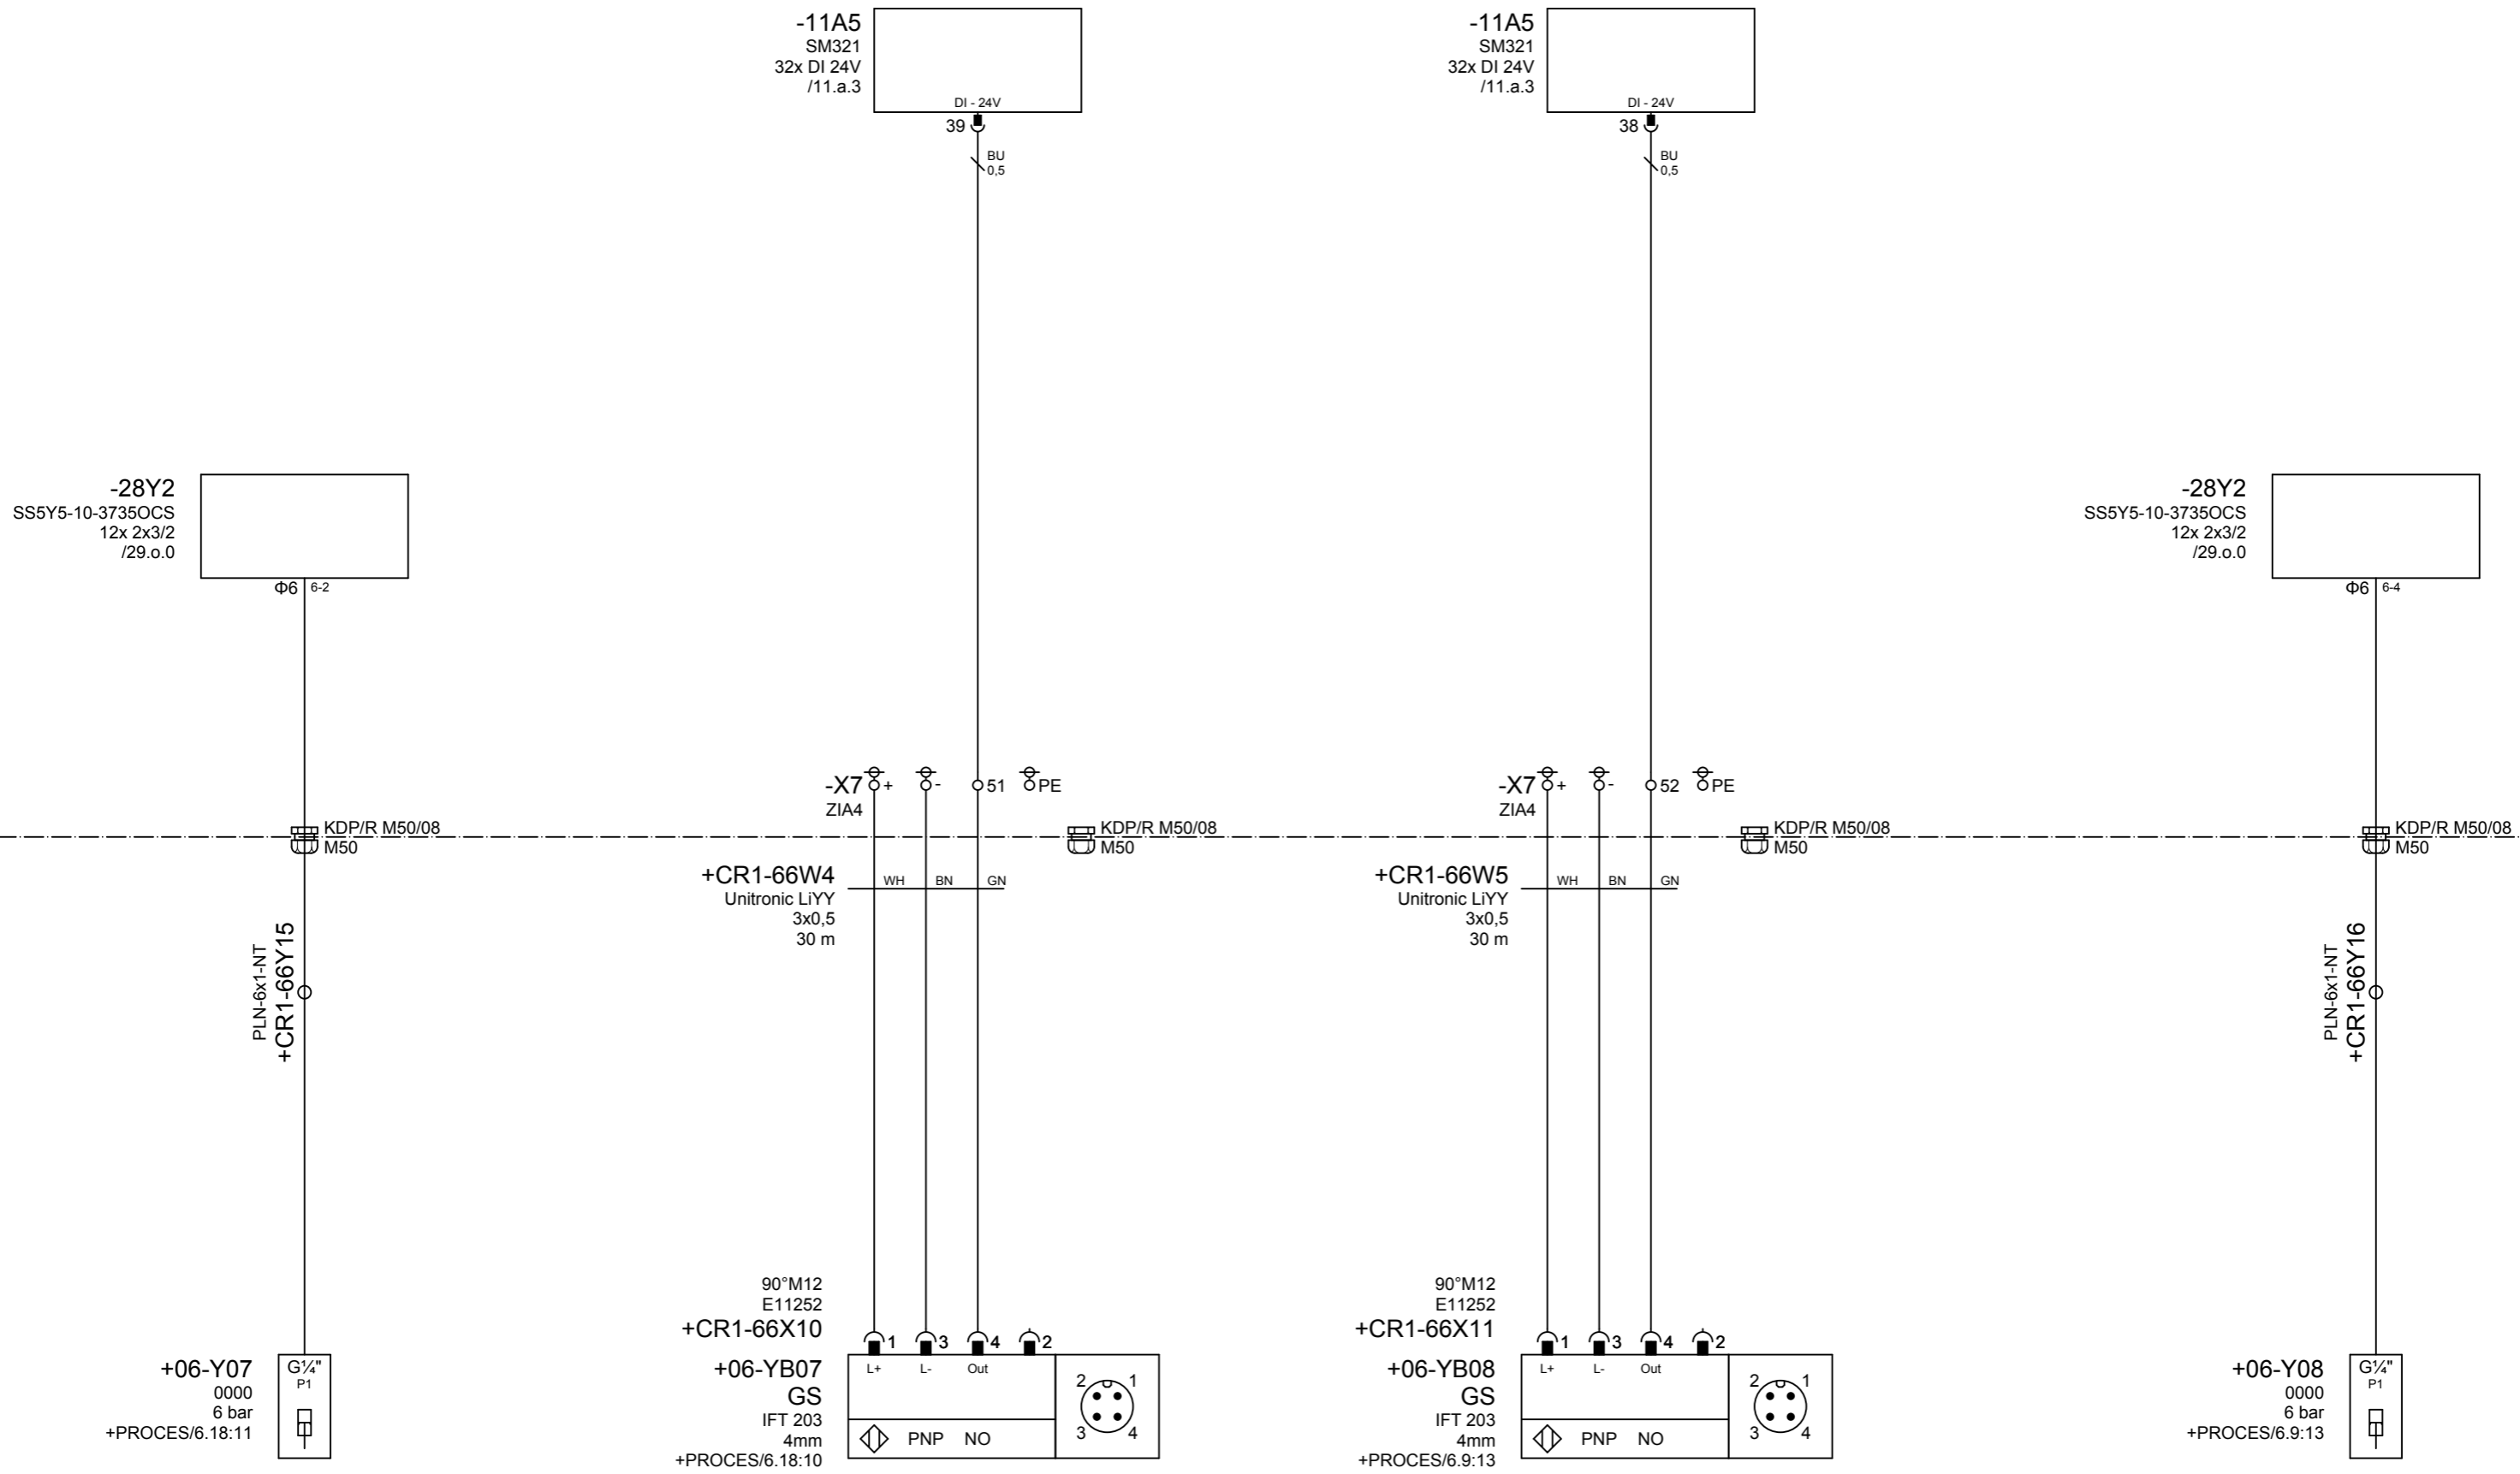 -11A5
SM321
32x DI 24V
/11.a.3
DI - 24V
39
BU
0,5
-11A5
SM321
32x DI 24V
/11.a.3
DI - 24V
38
BU
0,5
-28Y2
SS5Y5-10-3735OCS
12x 2x3/2
/29.o.0
Φ6 6-2
-28Y2
SS5Y5-10-3735OCS
12x 2x3/2
/29.o.0
Φ6 6-4
-X7 + - 51 PE
ZIA4
-X7 + - 52 PE
ZIA4
KDP/R M50/08
M50
KDP/R M50/08
M50
KDP/R M50/08
M50
KDP/R M50/08
M50
+CR1-66W4 WH BN GN
Unitronic LiYY
3x0,5
30 m
+CR1-66W5 WH BN GN
Unitronic LiYY
3x0,5
30 m
PLN-6x1-NT
+CR1-66Y15
PLN-6x1-NT
+CR1-66Y16
90°M12
E11252
+CR1-66X10 1 3 4 2
90°M12
E11252
+CR1-66X11 1 3 4 2
+06-Y07
0000
6 bar
+PROCES/6.18:11
G¼"
P1
+06-YB07
GS
IFT 203
4mm
+PROCES/6.18:10
L+ L- Out
PNP NO
2 1
3 4
+06-YB08
GS
IFT 203
4mm
+PROCES/6.9:13
L+ L- Out
PNP NO
2 1
3 4
+06-Y08
0000
6 bar
+PROCES/6.9:13
G¼"
P1